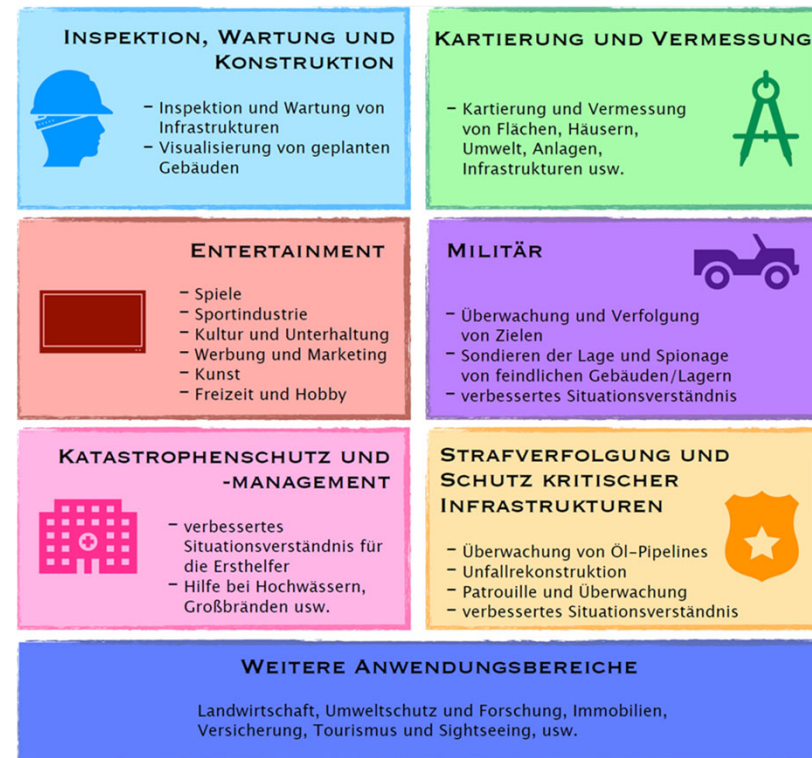 INSPEKTION, WARTUNG UND
KONSTRUKTION
– Inspektion und Wartung von
Infrastrukturen
– Visualisierung von geplanten
Gebäuden
KARTIERUNG UND VERMESSUNG
– Kartierung und Vermessung
von Flächen, Häusern,
Umwelt, Anlagen,
Infrastrukturen usw.
ENTERTAINMENT
– Spiele
– Sportindustrie
– Kultur und Unterhaltung
– Werbung und Marketing
– Kunst
– Freizeit und Hobby
MILITÄR
– Überwachung und Verfolgung
von Zielen
– Sondieren der Lage und Spionage
von feindlichen Gebäuden/Lagern
– verbessertes Situationsverständnis
KATASTROPHENSCHUTZ UND
-MANAGEMENT
– verbessertes
Situationsverständnis für
die Ersthelfer
– Hilfe bei Hochwässern,
Großbränden usw.
STRAFVERFOLGUNG UND
SCHUTZ KRITISCHER
INFRASTRUKTUREN
– Überwachung von Öl-Pipelines
– Unfallrekonstruktion
– Patrouille und Überwachung
– verbessertes Situationsverständnis
WEITERE ANWENDUNGSBEREICHE
Landwirtschaft, Umweltschutz und Forschung, Immobilien,
Versicherung, Tourismus und Sightseeing, usw.